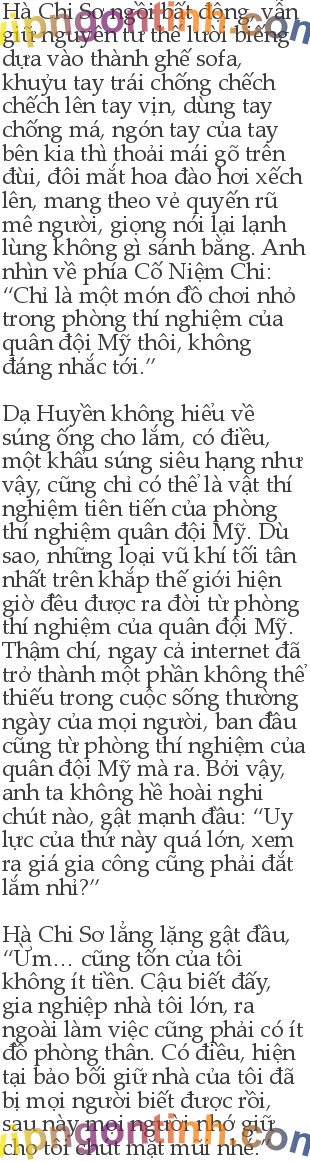 Hà Chi Sơ ngồi bất động, vẫn
giữ nguyên tư thế lười biếng
dựa vào thành ghế sofa,
khuỷu tay trái chống chếch
chếch lên tay vịn, dùng tay
chống má, ngón tay của tay
bên kia thì thoải mái gõ trên
đùi, đôi mắt hoa đào hơi xếch
lên, mang theo vẻ quyến rũ
mê người, giọng nói lại lạnh
lùng không gì sánh bằng. Anh
nhìn về phía Cố Niệm Chi:
“Chỉ là một món đồ chơi nhỏ
trong phòng thí nghiệm của
quân đội Mỹ thôi, không
đáng nhắc tới.”
Dạ Huyền không hiểu về
súng ống cho lắm, có điều,
một khẩu súng siêu hạng như
vậy, cũng chỉ có thể là vật thí
nghiệm tiên tiến của phòng
thí nghiệm quân đội Mỹ. Dù
sao, những loại vũ khí tối tân
nhất trên khắp thế giới hiện
giờ đều được ra đời từ phòng
thí nghiệm của quân đội Mỹ.
Thậm chí, ngay cả internet đã
trở thành một phần không thể
thiếu trong cuộc sống thường
ngày của mọi người, ban đầu
cũng từ phòng thí nghiệm của
quân đội Mỹ mà ra. Bởi vậy,
anh ta không hề hoài nghi
chút nào, gật mạnh đầu: “Uy
lực của thứ này quá lớn, xem
ra giá gia công cũng phải đắt
lắm nhỉ?”
Hà Chi Sơ lẳng lặng gật đầu,
“Ừm… cũng tốn của tôi
không ít tiền. Cậu biết đấy,
gia nghiệp nhà tôi lớn, ra
ngoài làm việc cũng phải có ít
đồ phòng thân. Có điều, hiện
tại bảo bối giữ nhà của tôi đã
bị mọi người biết được rồi,
sau này mọi người nhớ giữ
cho tôi chút mặt mũi nhé.”
vipngontinh.com
vipngontinh.com